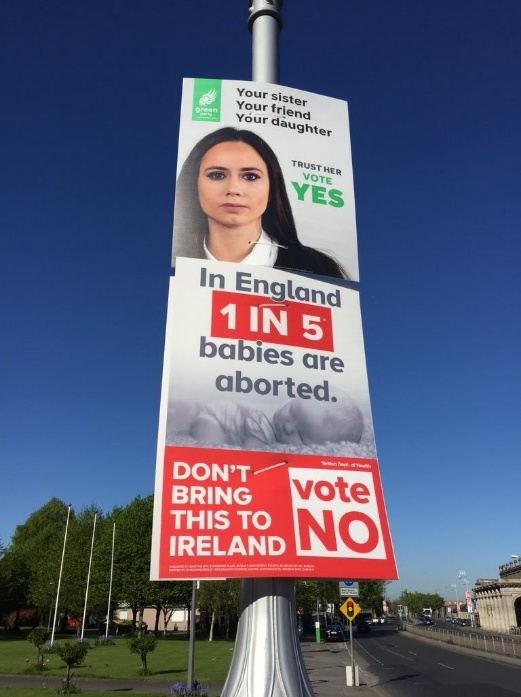 green
party
Your sister
Your friend
Your daughter
TRUST HER
VOTE
YES
In England
1 IN 5*
babies are
aborted.
*British Dept. of Health
DON'T
BRING
THIS TO
IRELAND
vote
NO